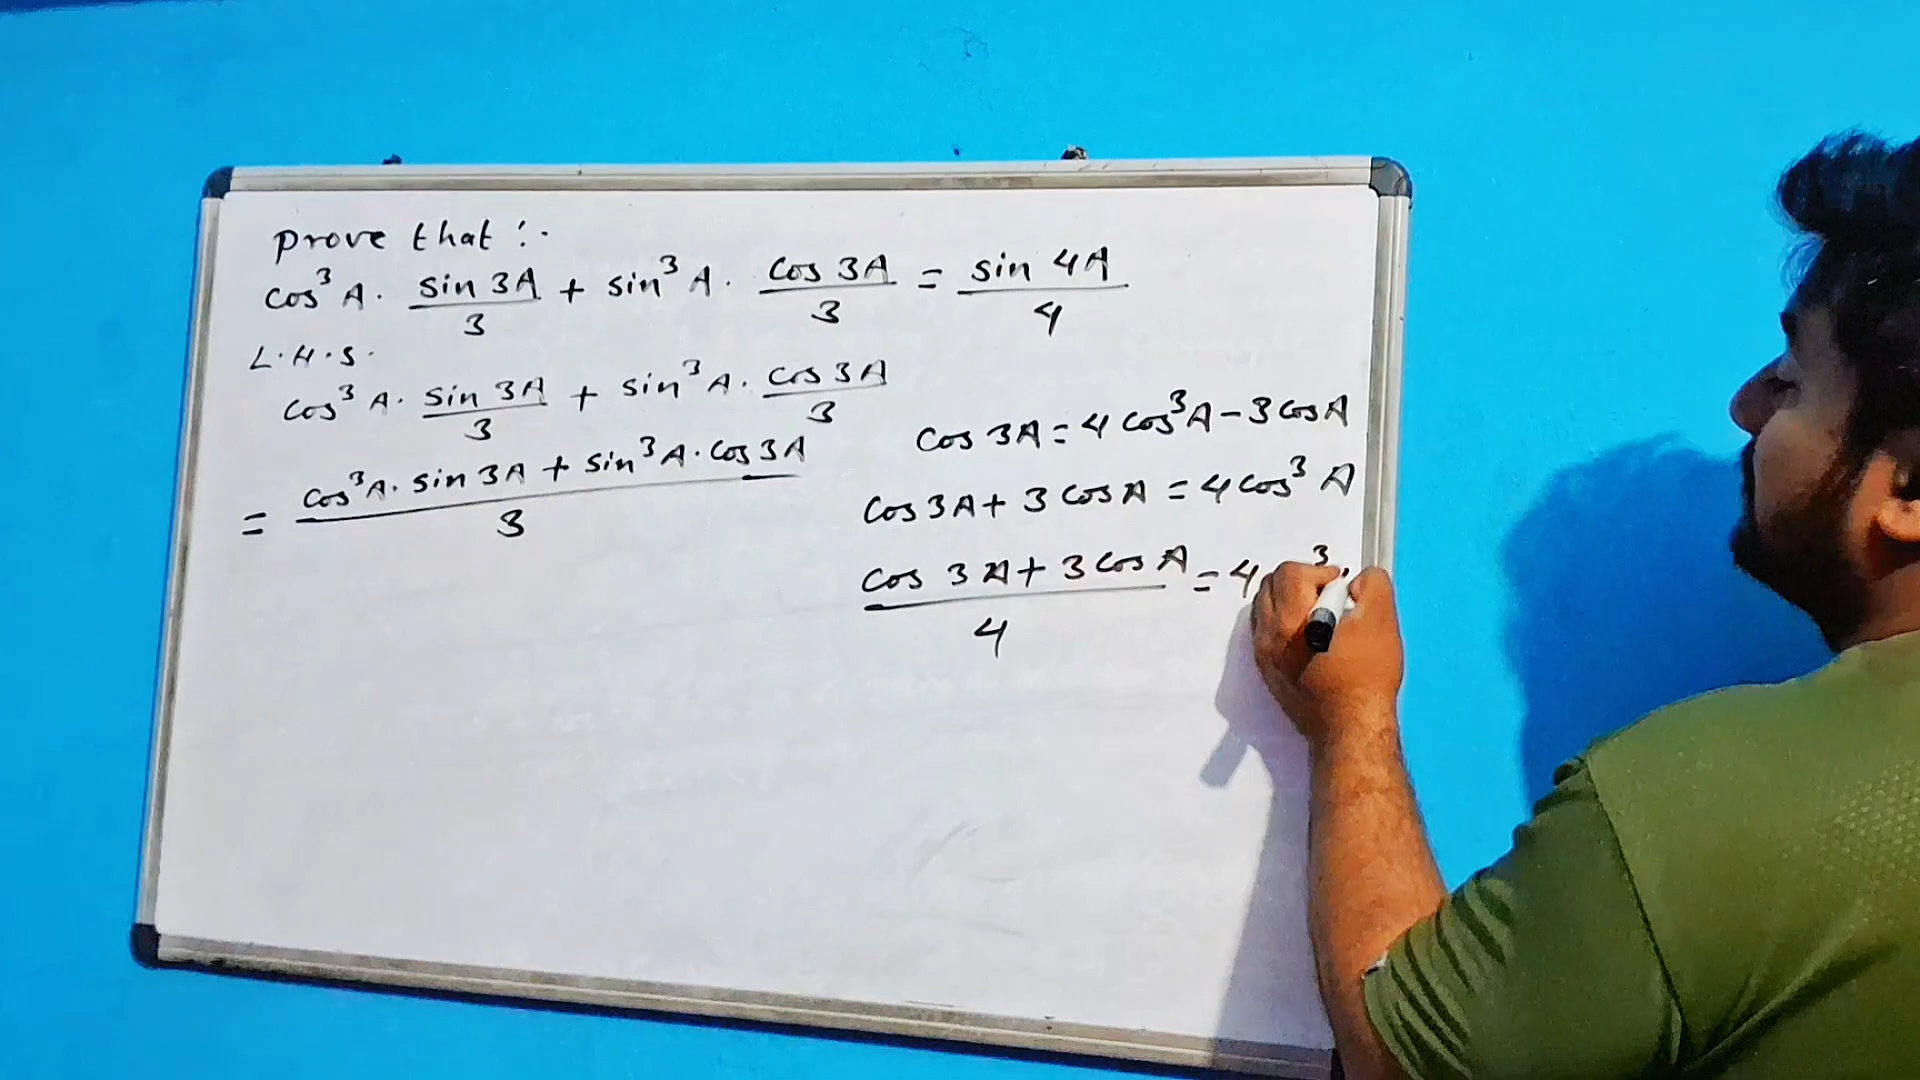 prove that :-
cos³A · sin 3A/3 + sin³A · cos 3A/3 = sin 4A/4
L.H.S.
cos³A · sin 3A/3 + sin³A · cos 3A/3
= cos³A · sin 3A + sin³A · cos 3A/3
cos 3A = 4 cos³A - 3 cos A
cos 3A + 3 cos A = 4 cos³ A
cos 3A + 3 cos A/4 = 4